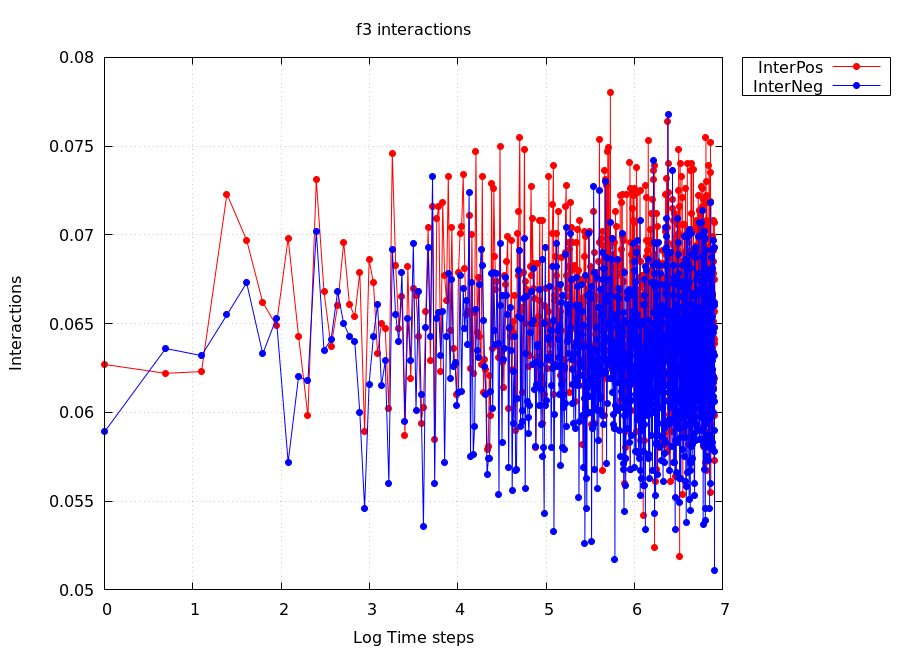 f3 interactions
0.08
0.075
0.07
0.065
0.06
0.055
0.05
0 1 2 3 4 5 6 7
Interactions
Log Time steps
InterPos
InterNeg